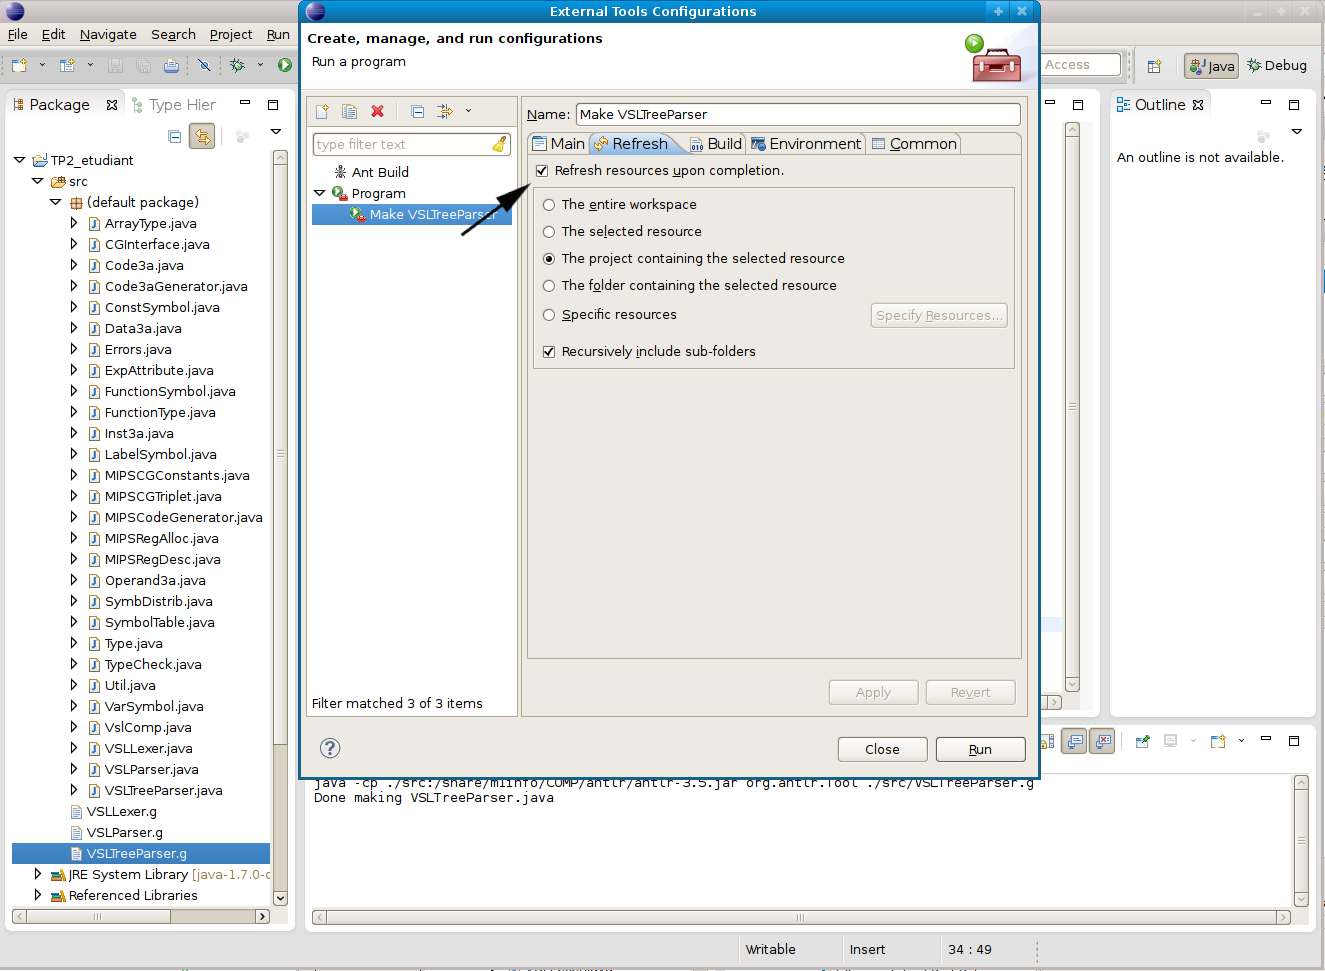 External Tools Configurations
File Edit Navigate Search Project Run
Create, manage, and run configurations
Run a program
Access
Java
Debug
Package
Type Hier
Outline
An outline is not available.
TP2_etudiant
src
(default package)
ArrayType.java
CGInterface.java
Code3a.java
Code3aGenerator.java
ConstSymbol.java
Data3a.java
Errors.java
ExpAttribute.java
FunctionSymbol.java
FunctionType.java
Inst3a.java
LabelSymbol.java
MIPSCGConstants.java
MIPSCGTriplet.java
MIPSCodeGenerator.java
MIPSRegAlloc.java
MIPSRegDesc.java
Operand3a.java
SymbDistrib.java
SymbolTable.java
Type.java
TypeCheck.java
Util.java
VarSymbol.java
VslComp.java
VSLLexer.java
VSLParser.java
VSLTreeParser.java
VSLLexer.g
VSLParser.g
VSLTreeParser.g
JRE System Library [java-1.7.0-
Referenced Libraries
type filter text
Ant Build
Program
Make VSLTreeParser
Filter matched 3 of 3 items
Name: Make VSLTreeParser
Main Refresh Build Environment Common
Refresh resources upon completion.
The entire workspace
The selected resource
The project containing the selected resource
The folder containing the selected resource
Specific resources
Specify Resources...
Recursively include sub-folders
Apply Revert
Close Run
java -cp ./src:/share/m1info/COMP/antlr/antlr-3.5.jar org.antlr.Tool ./src/VSLTreeParser.g
Done making VSLTreeParser.java
Writable Insert 34 : 49